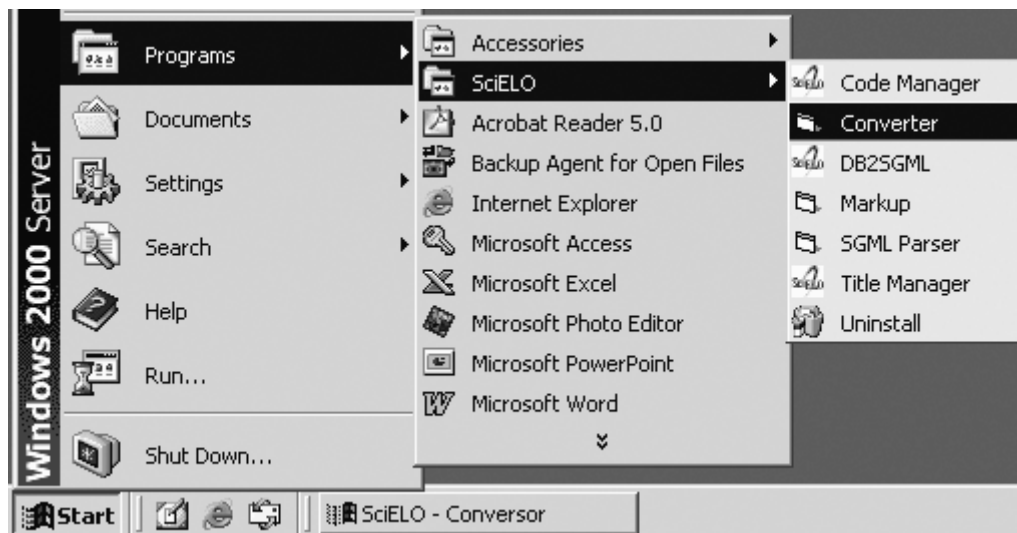 Windows 2000 Server
Programs
Documents
Settings
Search
Help
Run...
Shut Down...
Accessories
SciELO
Acrobat Reader 5.0
Backup Agent for Open Files
Internet Explorer
Microsoft Access
Microsoft Excel
Microsoft Photo Editor
Microsoft PowerPoint
Microsoft Word
Code Manager
Converter
DB2SGML
Markup
SGML Parser
Title Manager
Uninstall
Start
SciELO - Conversor